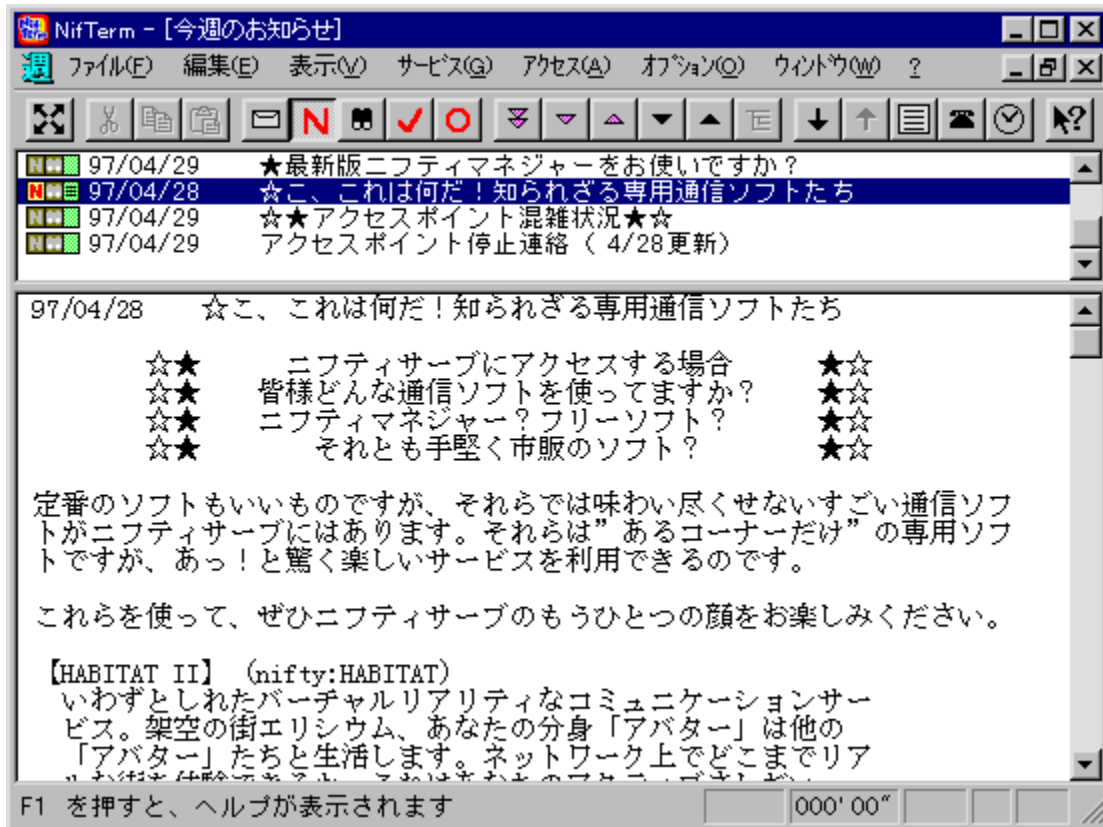 NifTerm - [今週のお知らせ]
週 ファイル(F) 編集(E) 表示(V) サービス(G) アクセス(A) オプション(O) ウィンドウ(W) ?
N
97/04/29 ★最新版ニフティマネジャーをお使いですか?
97/04/28 ☆こ、これは何だ!知られざる専用通信ソフトたち
97/04/29 ☆★アクセスポイント混雑状況★☆
97/04/29 アクセスポイント停止連絡( 4/28更新)
97/04/28 ☆こ、これは何だ!知られざる専用通信ソフトたち
☆★ ニフティサーブにアクセスする場合 ★☆
☆★ 皆様どんな通信ソフトを使ってますか? ★☆
☆★ ニフティマネジャー?フリーソフト? ★☆
☆★ それとも手堅く市販のソフト? ★☆
定番のソフトもいいものですが、それらでは味わい尽くせないすごい通信ソフ
トがニフティサーブにはあります。それらは”あるコーナーだけ”の専用ソフ
トですが、あっ!と驚く楽しいサービスを利用できるのです。
これらを使って、ぜひニフティサーブのもうひとつの顔をお楽しみください。
【HABITAT II】 (nifty:HABITAT)
いわずとしれたバーチャルリアリティなコミュニケーションサー
ビス。架空の街エリシウム、あなたの分身「アバター」は他の
「アバター」たちと生活します。ネットワーク上でどこまでリア
F1 を押すと、ヘルプが表示されます 000'00"